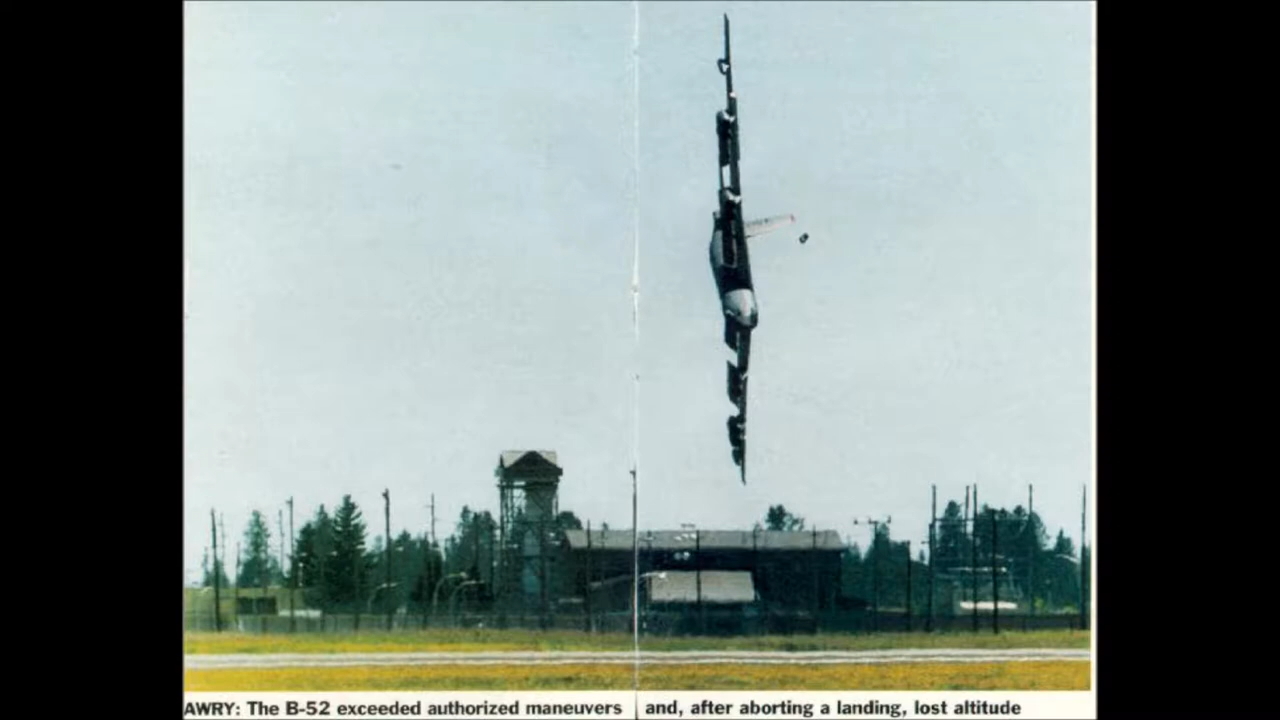 AWRY: The B-52 exceeded authorized maneuvers and, after aborting a landing, lost altitude